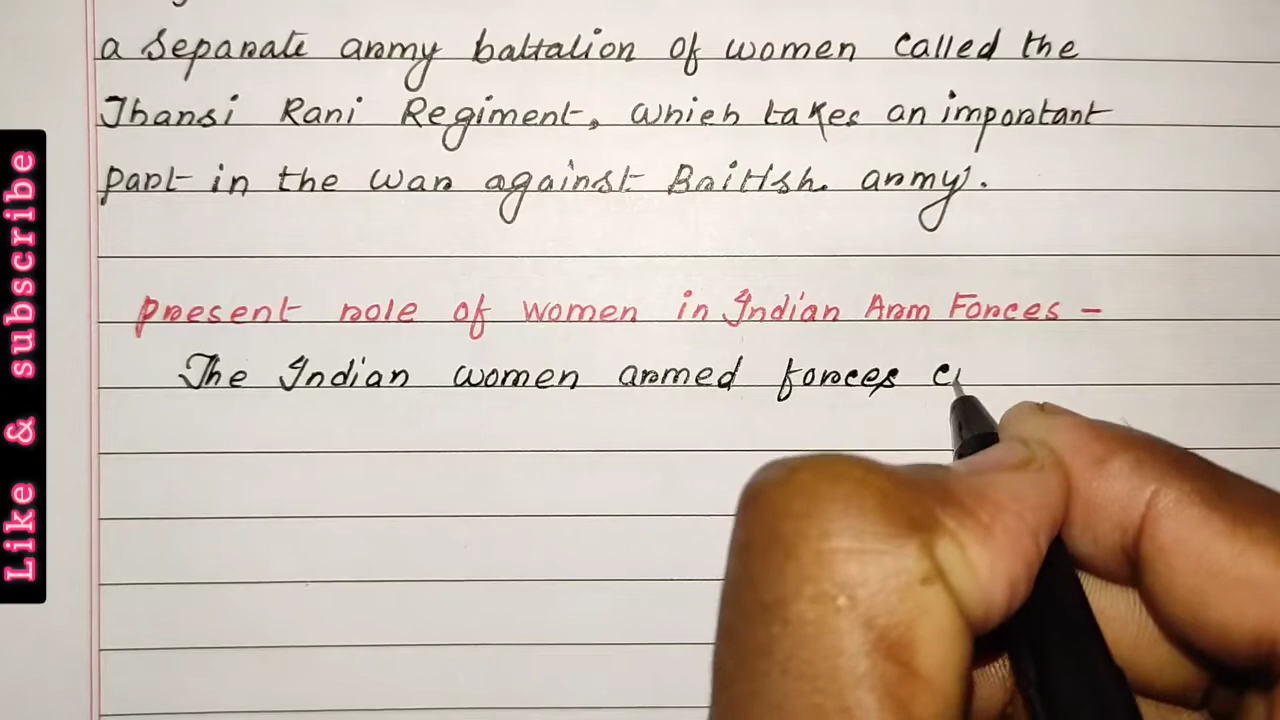 a separate army battalion of women called the
Jhansi Rani Regiment, which takes an important
part in the war against British army.
Present role of women in Indian Arm Forces -
The Indian women armed forces
Like & subscribe